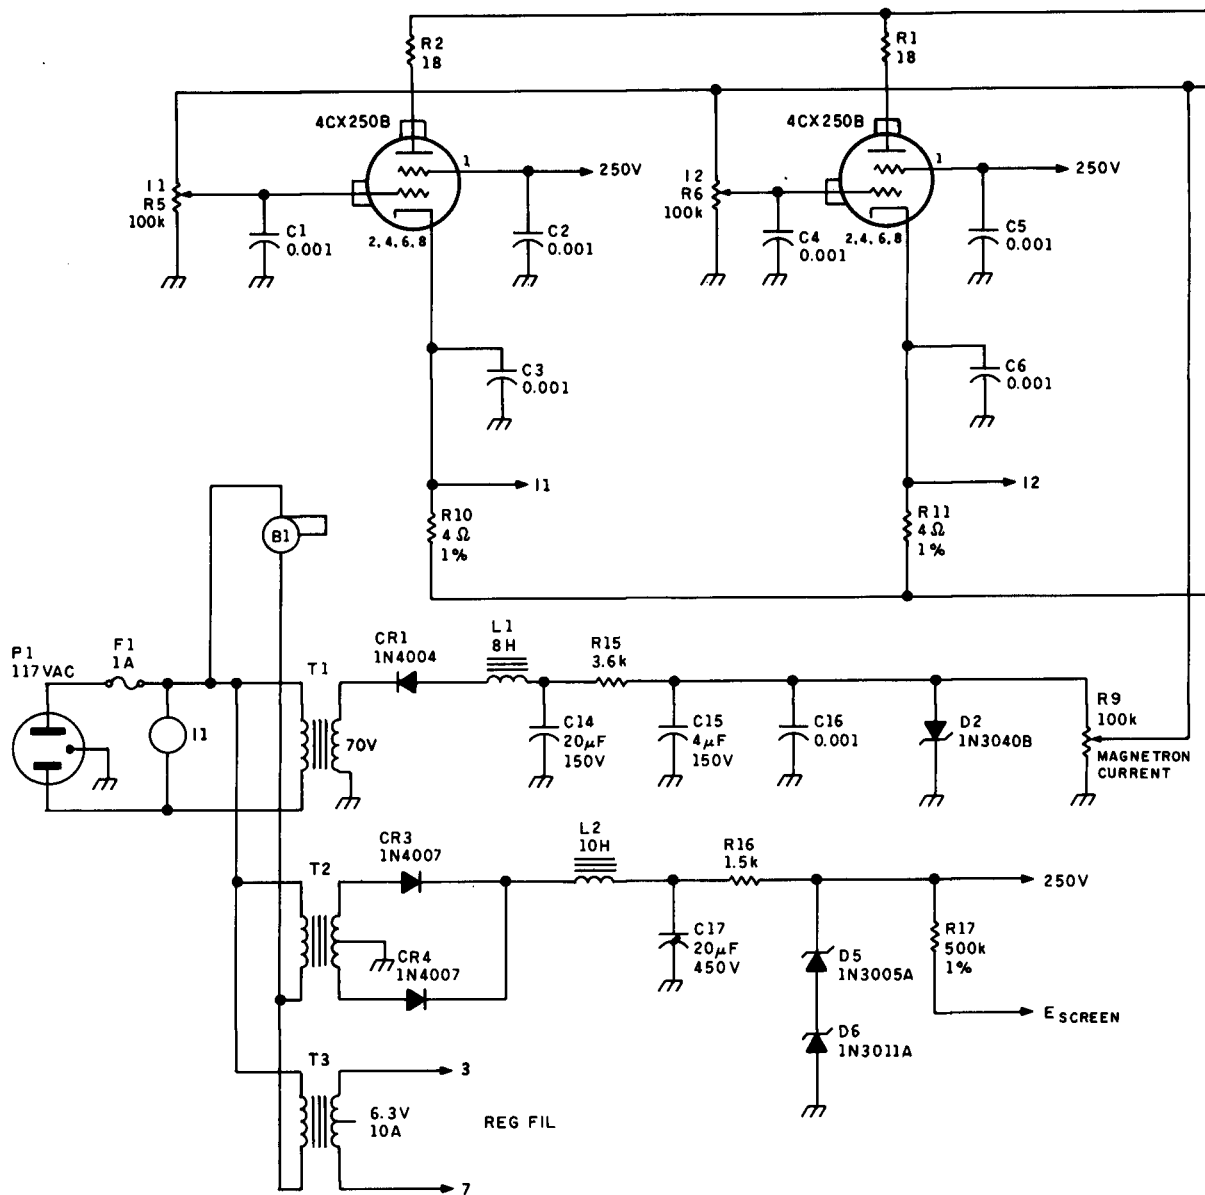 R2
18
R1
18
4CX250B
1
250V
4CX250B
1
250V
I1
R5
100k
C1
0.001
2,4,6,8
C2
0.001
I2
R6
100k
C4
0.001
2,4,6,8
C5
0.001
C3
0.001
C6
0.001
I1
I2
R10
4Ω
1%
R11
4Ω
1%
B1
P1
117VAC
F1
1A
T1
CR1
1N4004
L1
8H
R15
3.6k
I1
70V
C14
20μF
150V
C15
4μF
150V
C16
0.001
D2
1N3040B
R9
100k
MAGNETRON
CURRENT
T2
CR3
1N4007
L2
10H
R16
1.5k
250V
CR4
1N4007
C17
20μF
450V
D5
1N3005A
R17
500k
1%
D6
1N3011A
E SCREEN
T3
3
6.3V
10A
REG FIL
7